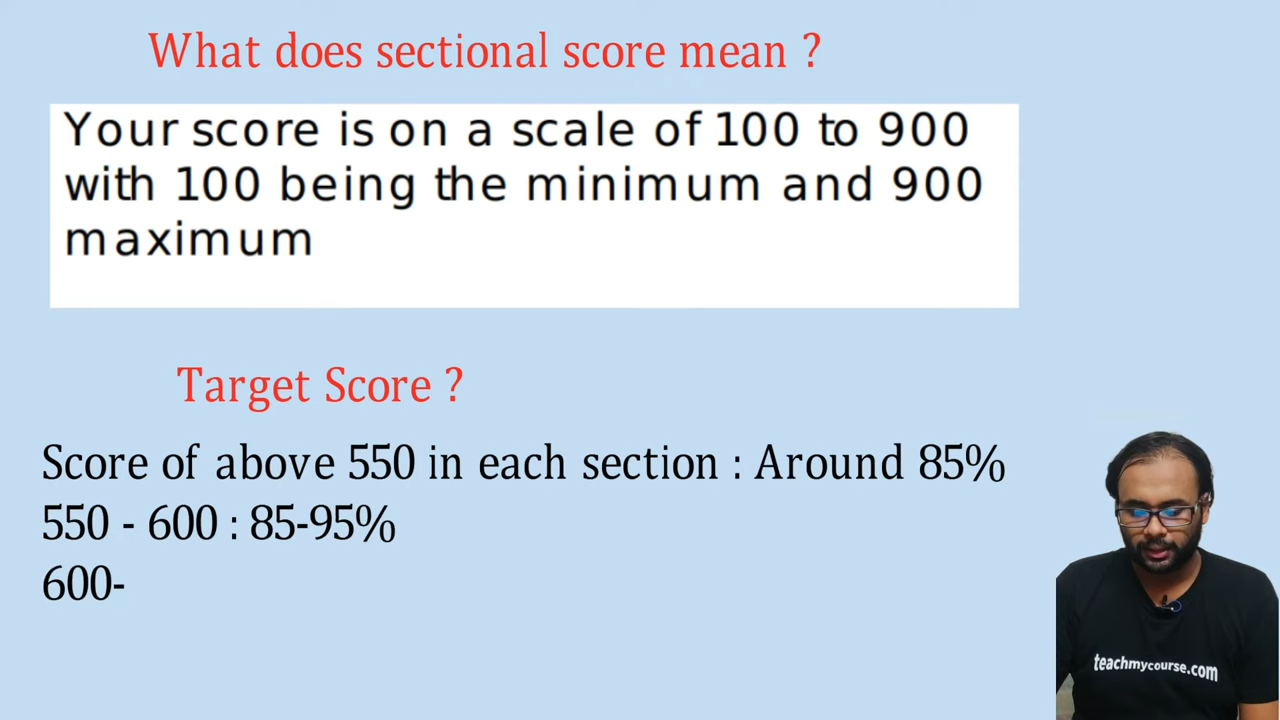 What does sectional score mean ?
Your score is on a scale of 100 to 900
with 100 being the minimum and 900
maximum
Target Score ?
Score of above 550 in each section : Around 85%
550 - 600 : 85-95%
600-
teachmycourse.com